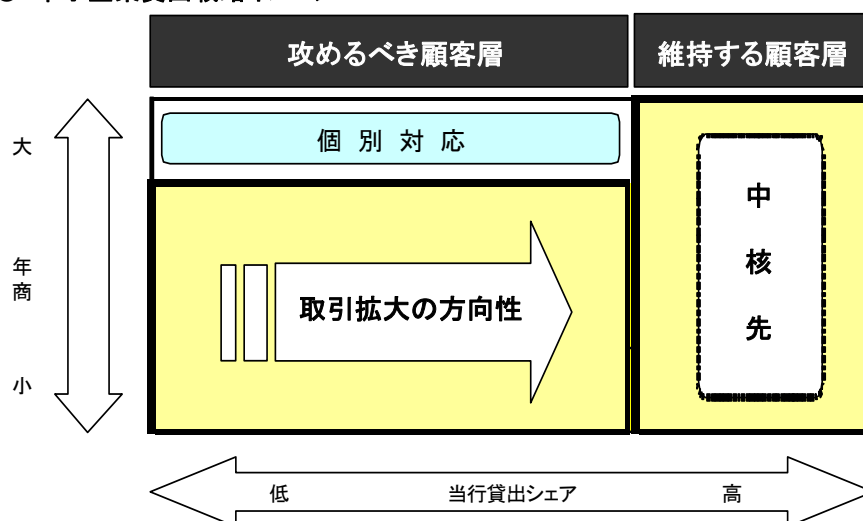 攻めるべき顧客層
維持する顧客層
大
個別対応
中核先
年商
取引拡大の方向性
小
低
当行貸出シェア
高